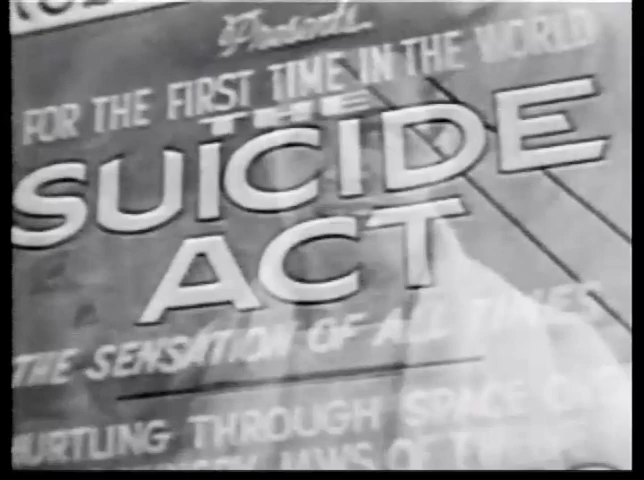 Presents
FOR THE FIRST TIME IN THE WORLD
THE
SUICIDE
ACT
THE SENSATION OF ALL TIMES
HURTLING THROUGH SPACE
JAWS OF